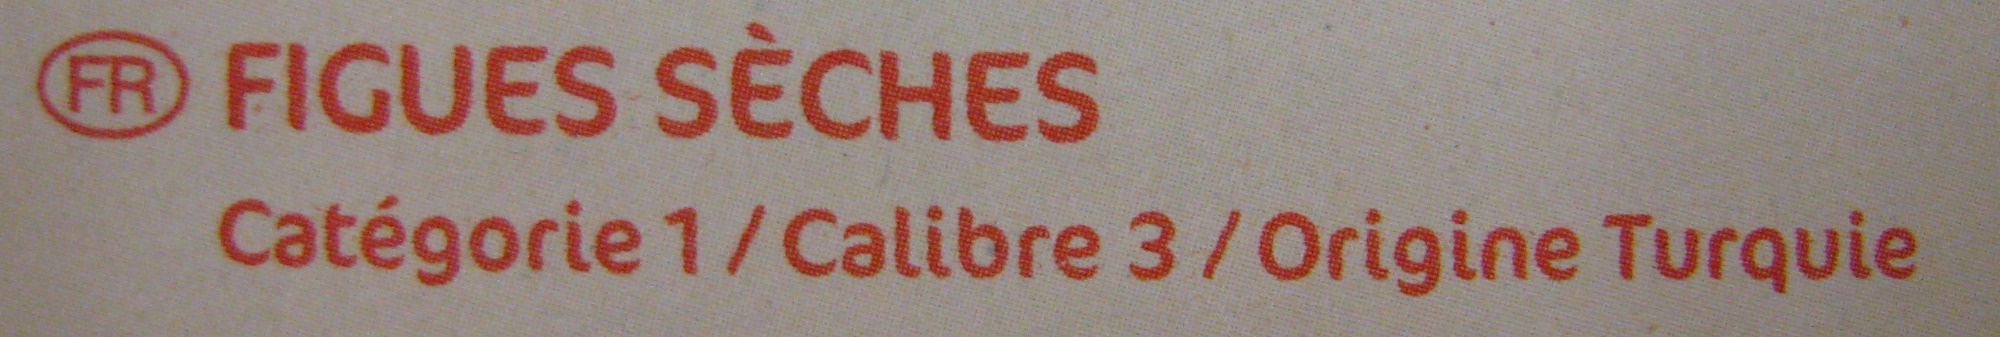 FR FIGUES SÈCHES
Catégorie 1 / Calibre 3 / Origine Turquie